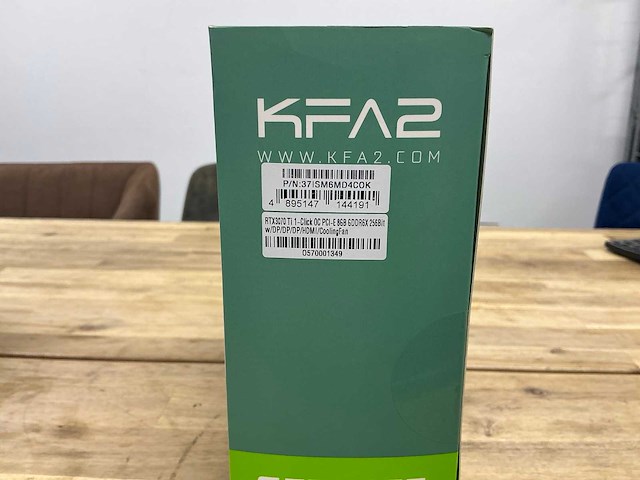 KFA2
WWW.KFA2.COM
P/N:37ISM6MD4COK
4 895147 144191
RTX3070 Ti 1-Click OC PCI-E 8GB GDDR6X 256Bit
w/DP/DP/DP/HDMI/CoolingFan
0570001349